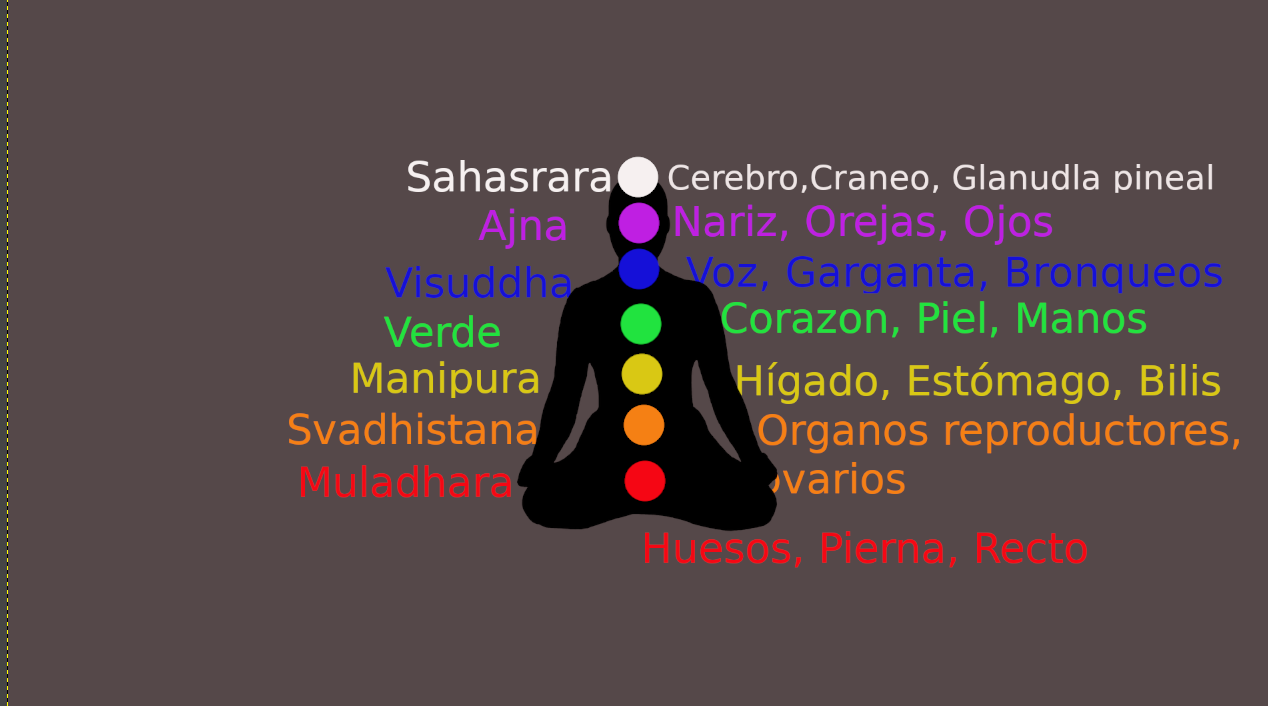 Sahasrara Cerebro,Craneo, Glanudla pineal
Ajna Nariz, Orejas, Ojos
Visuddha Voz, Garganta, Bronqueos
Verde Corazon, Piel, Manos
Manipura Hígado, Estómago, Bilis
Svadhistana Organos reproductores,
ovarios
Muladhara
Huesos, Pierna, Recto